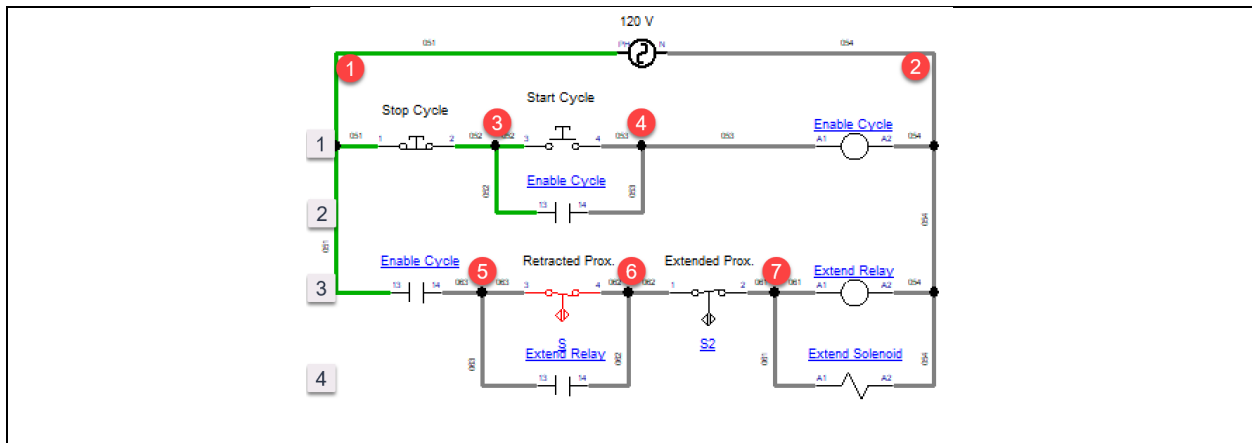 120 V
051
PH
N
054
1
2
Stop Cycle
Start Cycle
3
4
Enable Cycle
1
051
1
2
052
052
3
4
053
053
A1
A2
054
Enable Cycle
052
13
14
053
2
054
051
Enable Cycle
5
Retracted Prox.
6
Extended Prox.
7
Extend Relay
3
13
14
063
063
3
4
062
062
1
2
061
061
A1
A2
054
S
S2
Extend Relay
Extend Solenoid
063
062
061
054
4
13
14
A1
A2